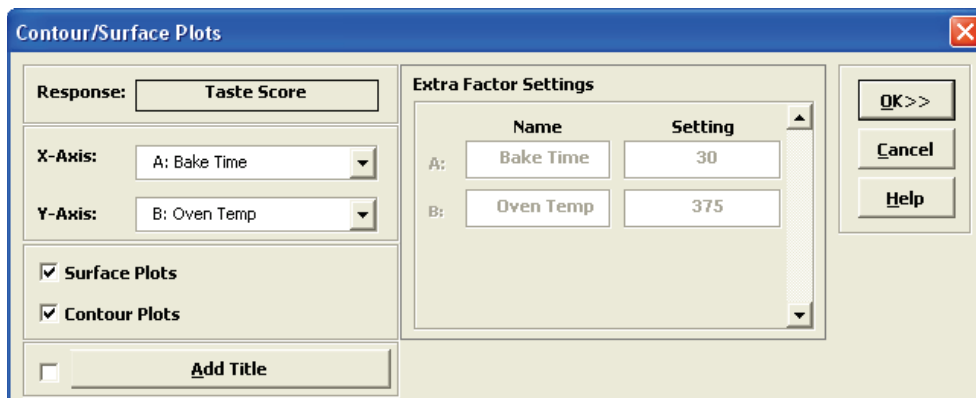 Contour/Surface Plots
Response: Taste Score
X-Axis: A: Bake Time
Y-Axis: B: Oven Temp
Surface Plots
Contour Plots
Add Title
Extra Factor Settings
Name Setting
A: Bake Time 30
B: Oven Temp 375
OK>>
Cancel
Help